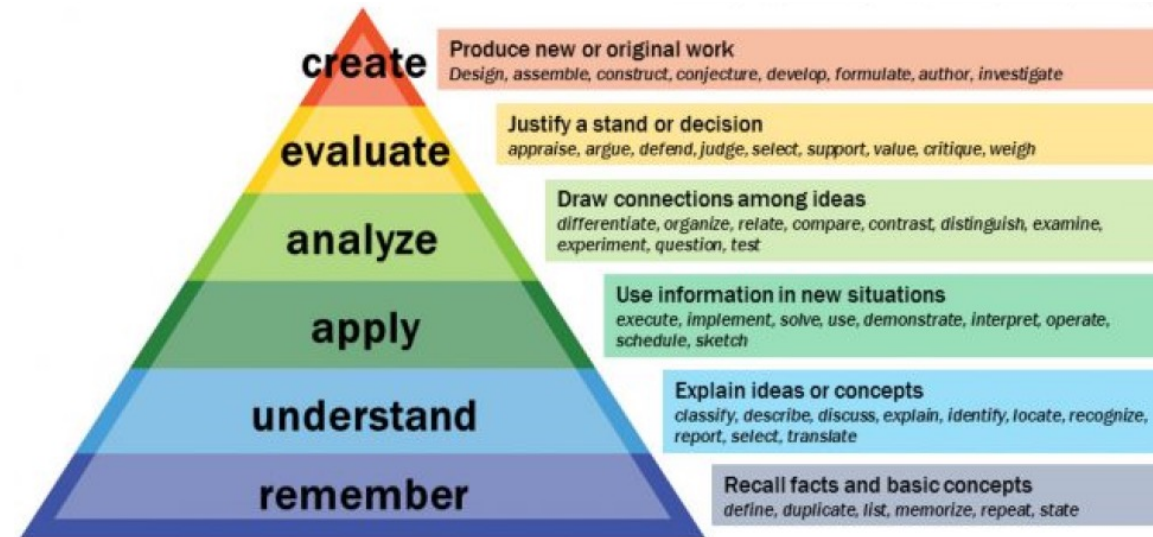 create
Produce new or original work
Design, assemble, construct, conjecture, develop, formulate, author, investigate
evaluate
Justify a stand or decision
appraise, argue, defend, judge, select, support, value, critique, weigh
analyze
Draw connections among ideas
differentiate, organize, relate, compare, contrast, distinguish, examine,
experiment, question, test
apply
Use information in new situations
execute, implement, solve, use, demonstrate, interpret, operate,
schedule, sketch
understand
Explain ideas or concepts
classify, describe, discuss, explain, identify, locate, recognize,
report, select, translate
remember
Recall facts and basic concepts
define, duplicate, list, memorize, repeat, state